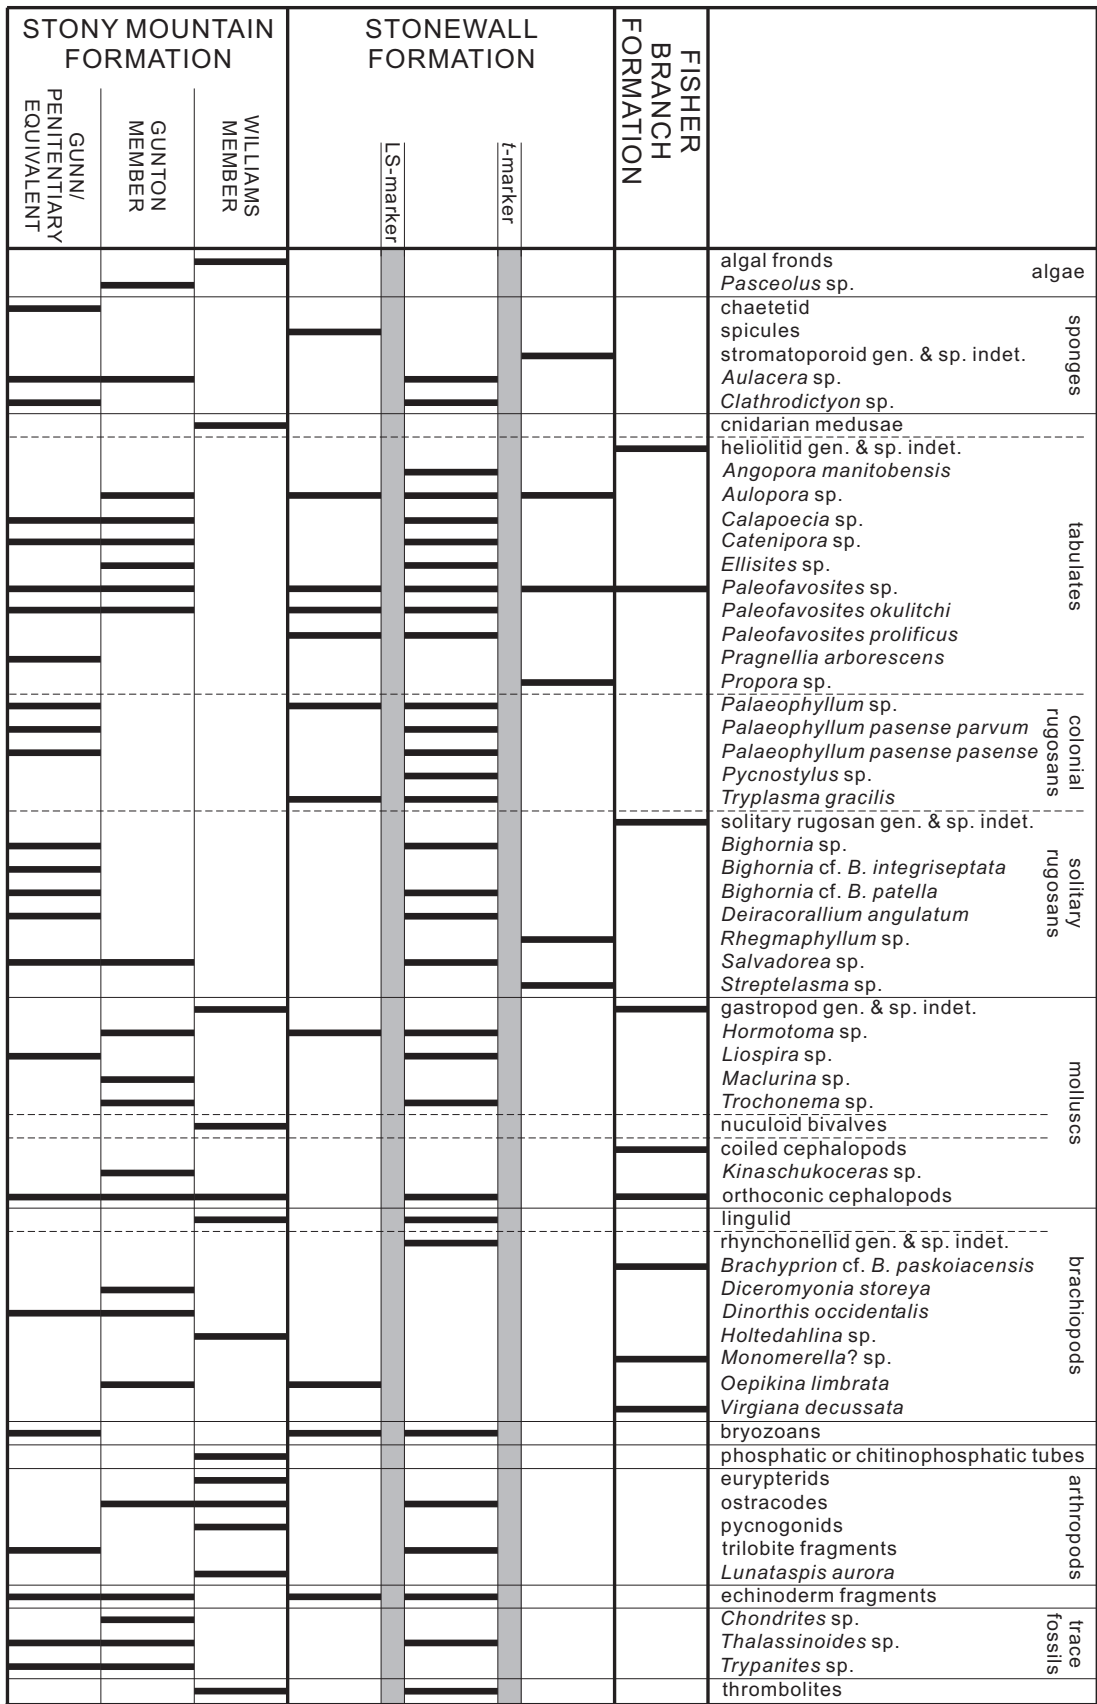 STONY MOUNTAIN
FORMATION
STONEWALL
FORMATION
FISHER
BRANCH
FORMATION
GUNN/
PENITENTIARY
EQUIVALENT
GUNTON
MEMBER
WILLIAMS
MEMBER
LS-marker
t-marker
algal fronds
Pasceolus sp.
algae
chaetetid
spicules
stromatoporoid gen. & sp. indet.
Aulacera sp.
Clathrodictyon sp.
sponges
cnidarian medusae
heliolitid gen. & sp. indet.
Angopora manitobensis
Aulopora sp.
Calapoecia sp.
Catenipora sp.
Ellisites sp.
Paleofavosites sp.
Paleofavosites okulitchi
Paleofavosites prolificus
Pragnellia arborescens
Propora sp.
tabulates
Palaeophyllum sp.
Palaeophyllum pasense parvum
Palaeophyllum pasense pasense
Pycnostylus sp.
Tryplasma gracilis
colonial
rugosans
solitary rugosan gen. & sp. indet.
Bighornia sp.
Bighornia cf. B. integriseptata
Bighornia cf. B. patella
Deiracorallium angulatum
Rhegmaphyllum sp.
Salvadorea sp.
Streptelasma sp.
solitary
rugosans
gastropod gen. & sp. indet.
Hormotoma sp.
Liospira sp.
Maclurina sp.
Trochonema sp.
nuculoid bivalves
coiled cephalopods
Kinaschukoceras sp.
orthoconic cephalopods
molluscs
lingulid
rhynchonellid gen. & sp. indet.
Brachyprion cf. B. paskoiacensis
Diceromyonia storeya
Dinorthis occidentalis
Holtedahlina sp.
Monomerella? sp.
Oepikina limbrata
Virgiana decussata
brachiopods
bryozoans
phosphatic or chitinophosphatic tubes
eurypterids
ostracodes
pycnogonids
trilobite fragments
Lunataspis aurora
arthropods
echinoderm fragments
Chondrites sp.
Thalassinoides sp.
Trypanites sp.
trace
fossils
thrombolites